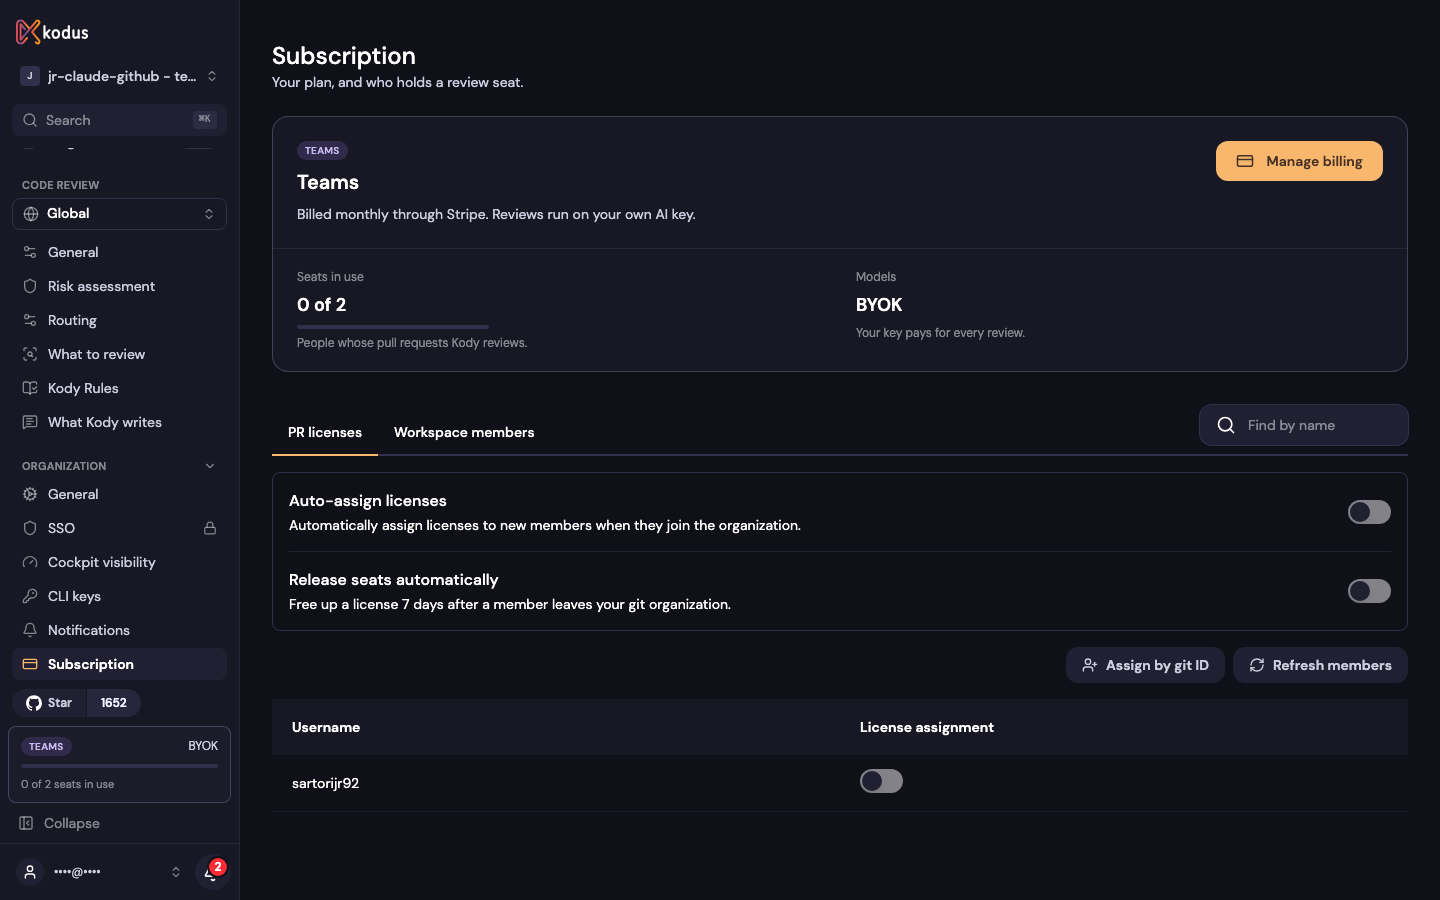 kodus
J jr-claude-github - te...
Search ⌘K
CODE REVIEW
Global
General
Risk assessment
Routing
What to review
Kody Rules
What Kody writes
ORGANIZATION
General
SSO
Cockpit visibility
CLI keys
Notifications
Subscription
Star 1652
TEAMS BYOK
0 of 2 seats in use
Collapse
••••@••••
2
Subscription
Your plan, and who holds a review seat.
TEAMS
Teams
Billed monthly through Stripe. Reviews run on your own AI key.
Manage billing
Seats in use
0 of 2
People whose pull requests Kody reviews.
Models
BYOK
Your key pays for every review.
PR licenses
Workspace members
Find by name
Auto-assign licenses
Automatically assign licenses to new members when they join the organization.
Release seats automatically
Free up a license 7 days after a member leaves your git organization.
Assign by git ID
Refresh members
Username
License assignment
sartorijr92